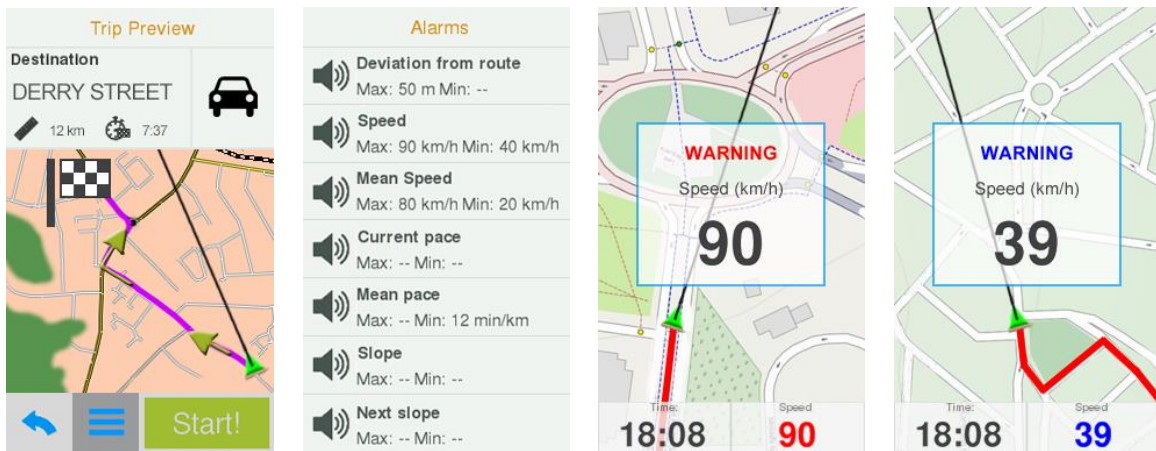 Trip Preview
Destination
DERRY STREET
12 km 7:37
Start!
Alarms
Deviation from route
Max: 50 m Min: --
Speed
Max: 90 km/h Min: 40 km/h
Mean Speed
Max: 80 km/h Min: 20 km/h
Current pace
Max: -- Min: --
Mean pace
Max: -- Min: 12 min/km
Slope
Max: -- Min: --
Next slope
Max: -- Min: --
WARNING
Speed (km/h)
90
Time: Speed
18:08 90
WARNING
Speed (km/h)
39
Time: Speed
18:08 39